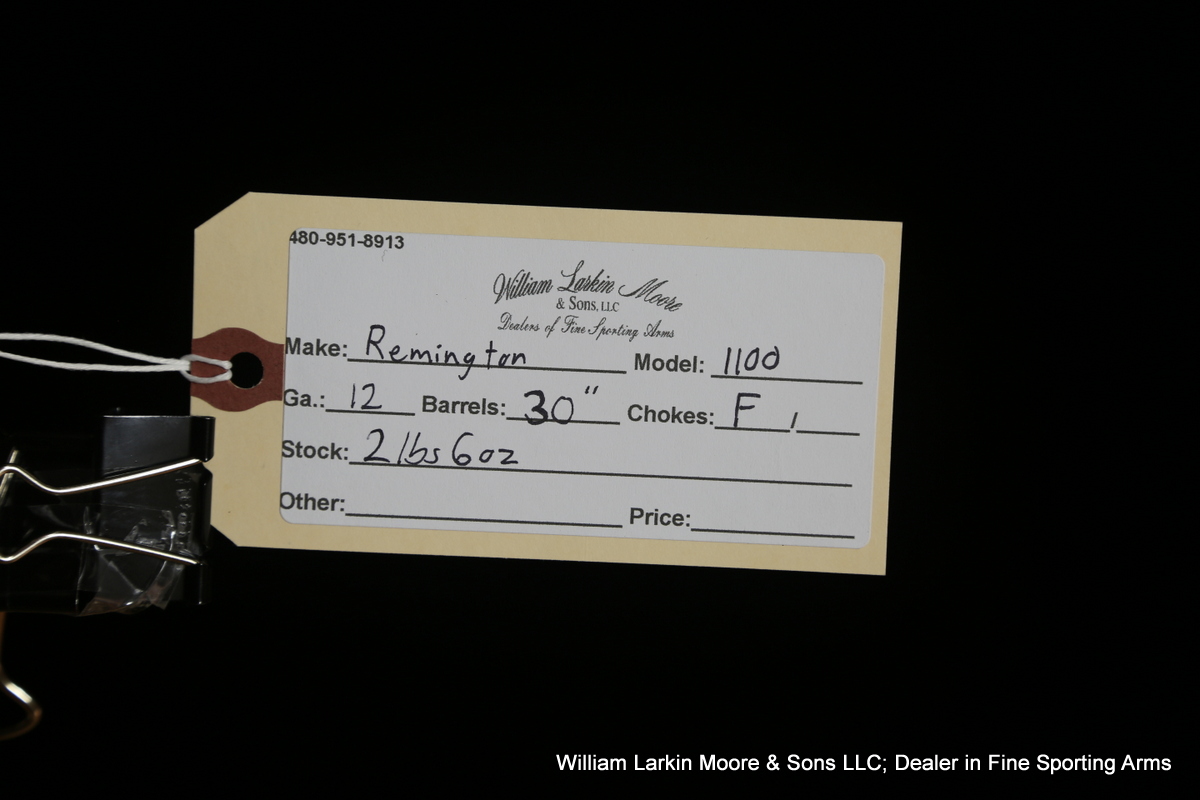 480-951-8913
William Larkin Moore
& Sons, LLC
Dealers of Fine Sporting Arms
Make: Remington Model: 1100
Ga.: 12 Barrels: 30" Chokes: F ,
Stock: 2 lbs 6 oz
Other: Price:
William Larkin Moore & Sons LLC; Dealer in Fine Sporting Arms